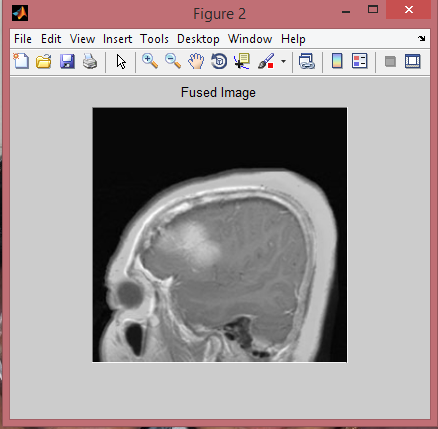 Figure 2
File Edit View Insert Tools Desktop Window Help
Fused Image